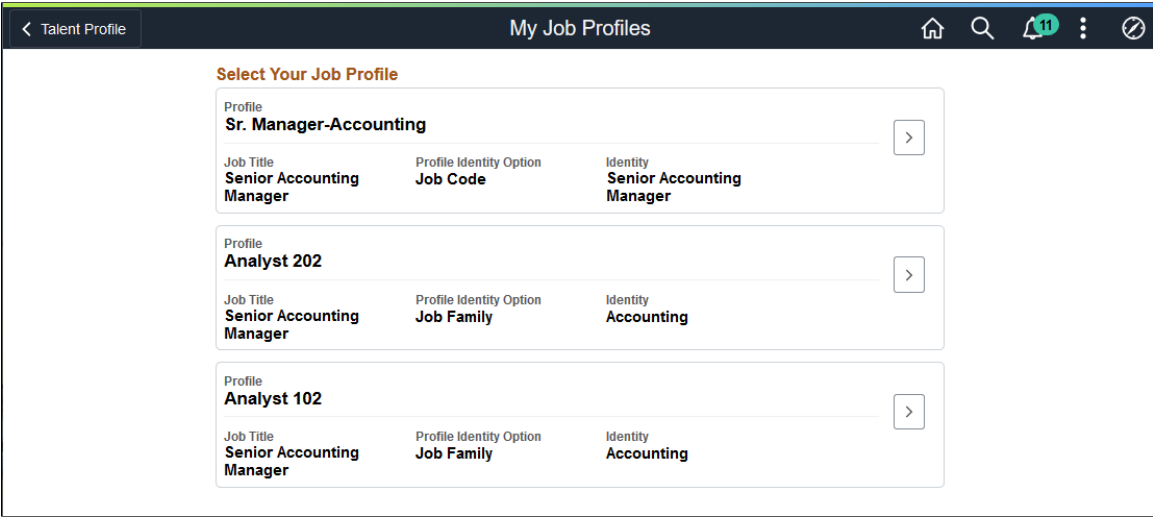 Talent Profile
My Job Profiles
11
Select Your Job Profile
Profile
Sr. Manager-Accounting
Job Title Profile Identity Option Identity
Senior Accounting Job Code Senior Accounting
Manager Manager
Profile
Analyst 202
Job Title Profile Identity Option Identity
Senior Accounting Job Family Accounting
Manager
Profile
Analyst 102
Job Title Profile Identity Option Identity
Senior Accounting Job Family Accounting
Manager